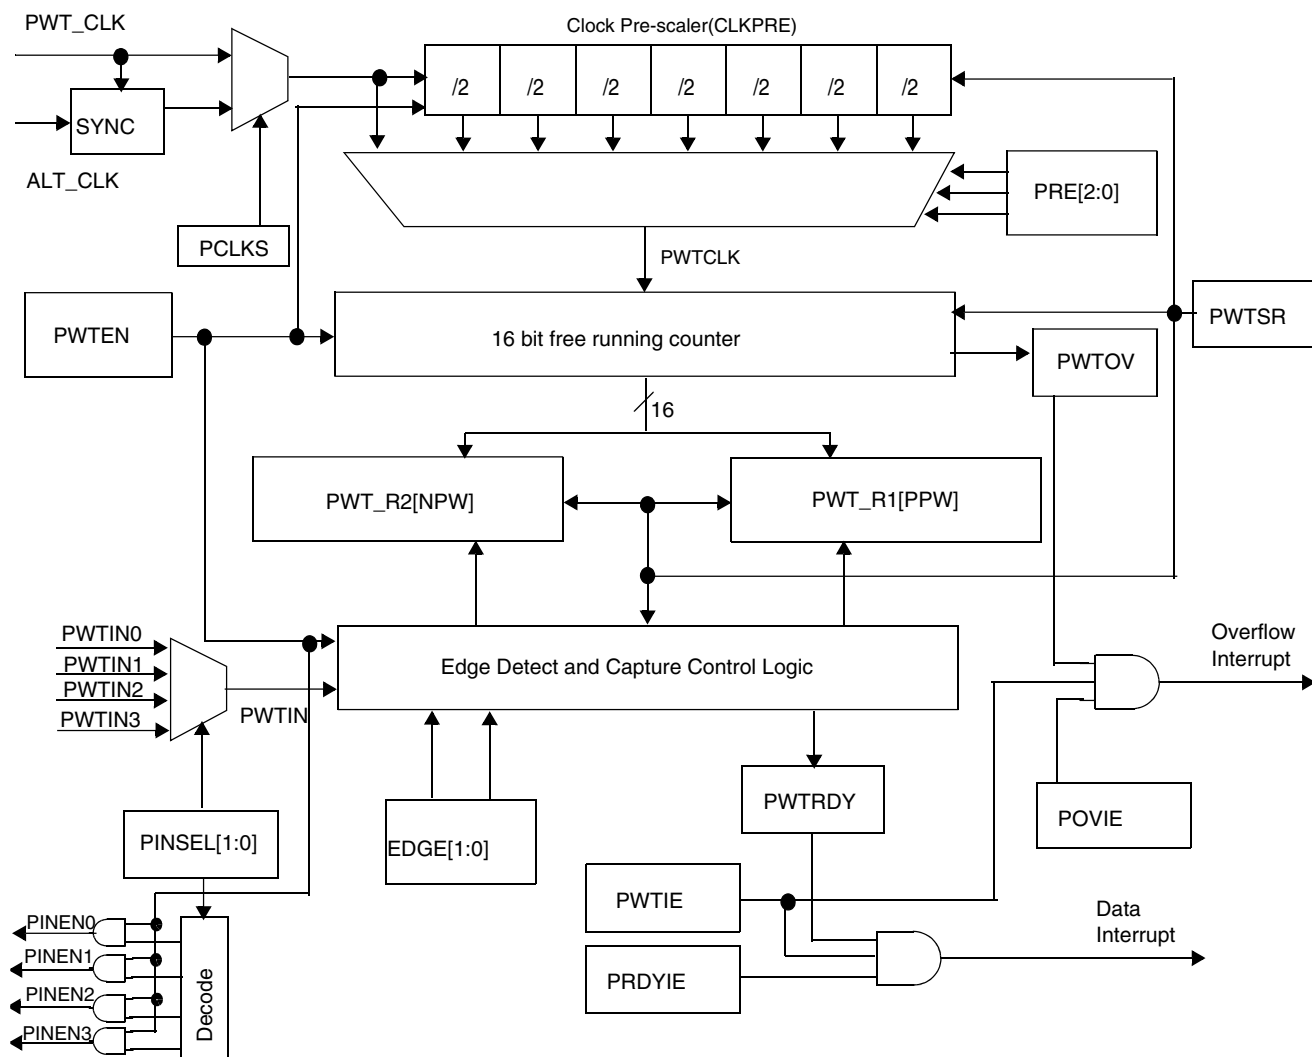 PWT_CLK
Clock Pre-scaler(CLKPRE)
/2 /2 /2 /2 /2 /2 /2
SYNC
ALT_CLK
PRE[2:0]
PCLKS
PWTCLK
PWTEN
16 bit free running counter
PWTSR
PWTOV
16
PWT_R2[NPW]
PWT_R1[PPW]
PWTIN0
PWTIN1
PWTIN2
PWTIN3
PWTIN
Edge Detect and Capture Control Logic
Overflow
Interrupt
PINSEL[1:0]
EDGE[1:0]
PWTRDY
POVIE
PWTIE
PRDYIE
Data
Interrupt
PINEN0
PINEN1
PINEN2
PINEN3
Decode